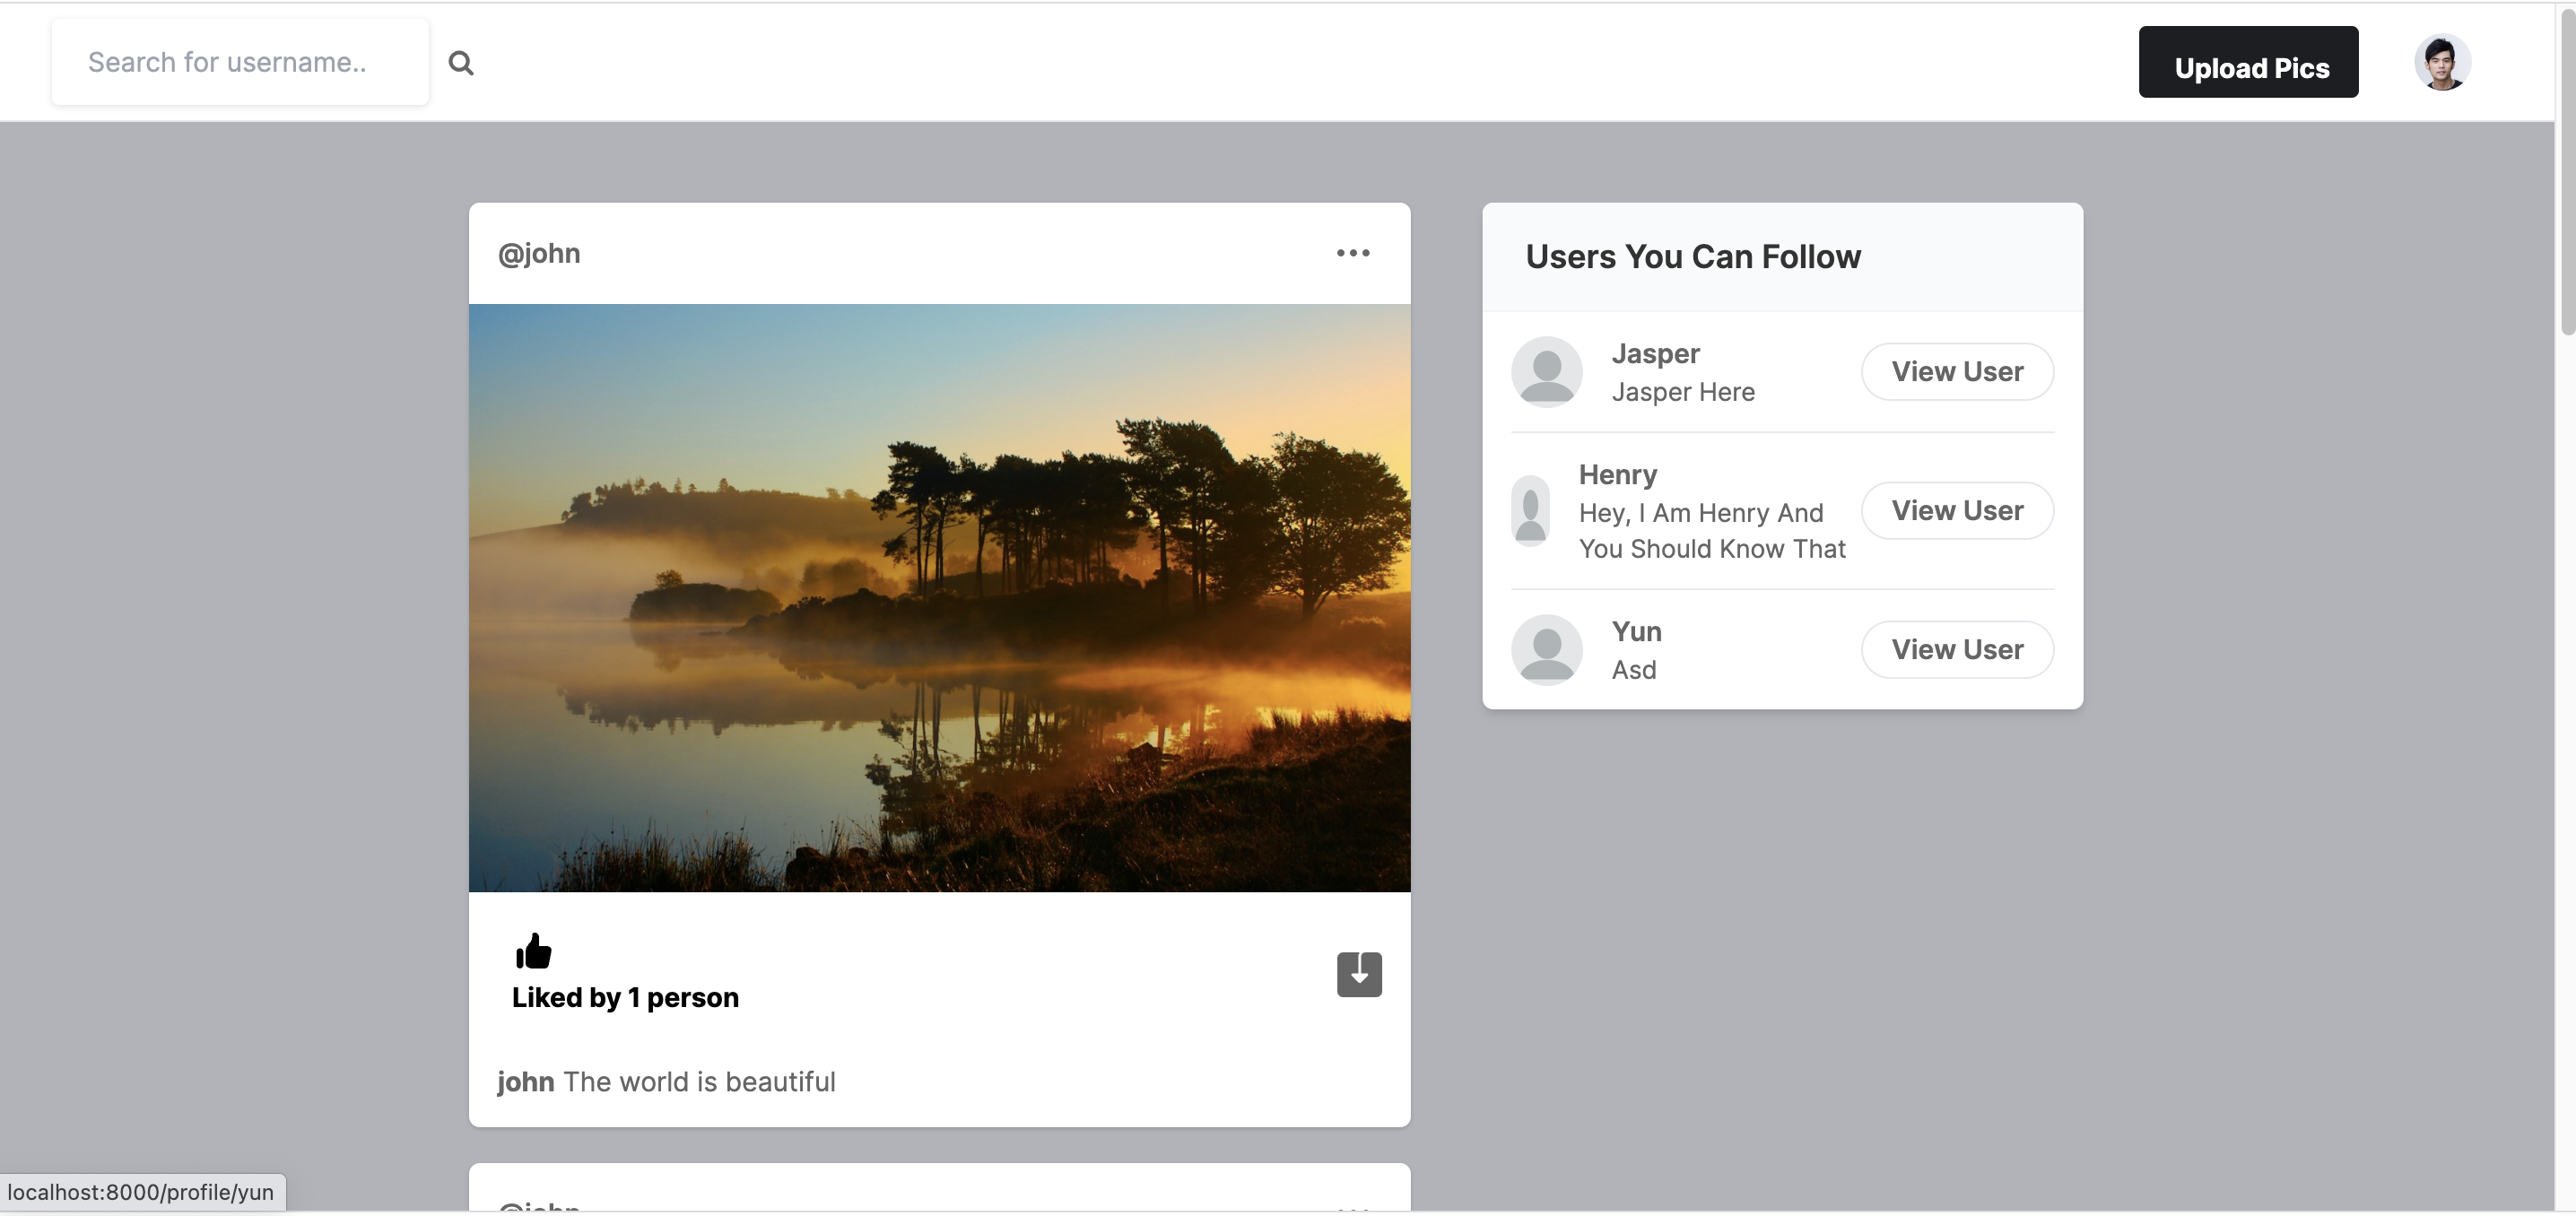 Search for username..
Upload Pics
@john
Liked by 1 person
john The world is beautiful
@john
Users You Can Follow
Jasper
Jasper Here
View User
Henry
Hey, I Am Henry And
You Should Know That
View User
Yun
Asd
View User
localhost:8000/profile/yun